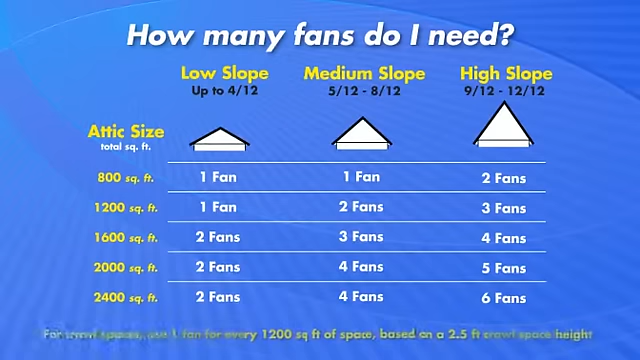 How many fans do I need?
Low Slope Medium Slope High Slope
Up to 4/12 5/12 - 8/12 9/12 - 12/12
Attic Size
total sq. ft.
800 sq. ft. 1 Fan 1 Fan 2 Fans
1200 sq. ft. 1 Fan 2 Fans 3 Fans
1600 sq. ft. 2 Fans 3 Fans 4 Fans
2000 sq. ft. 2 Fans 4 Fans 5 Fans
2400 sq. ft. 2 Fans 4 Fans 6 Fans
For crawl spaces, use 1 fan for every 1200 sq ft of space, based on a 2.5 ft crawl space height